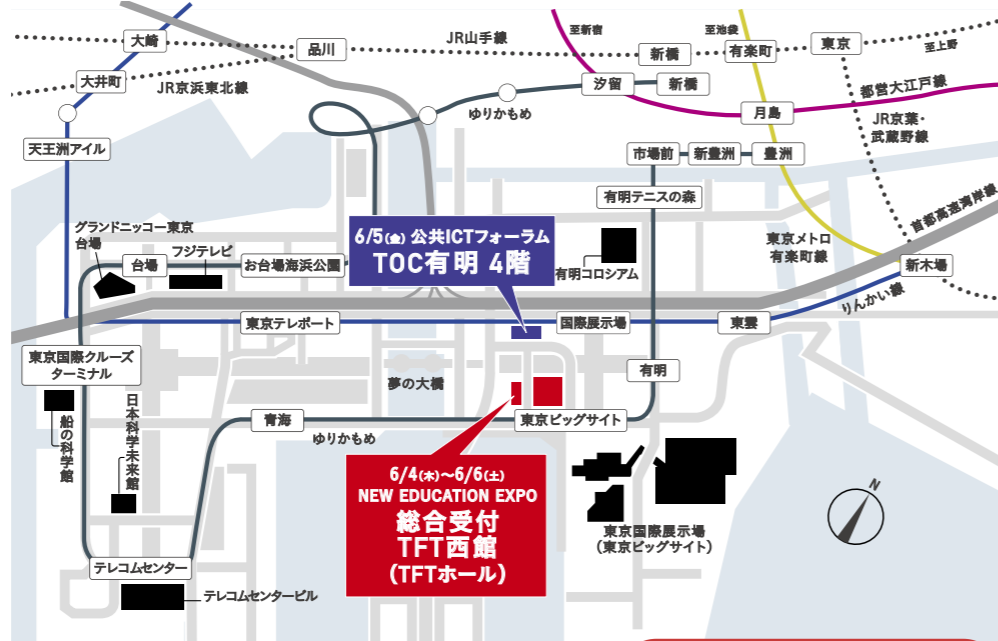 大崎
品川
JR山手線
至新宿
新橋
至池袋
有楽町
東京
至上野
大井町
JR京浜東北線
ゆりかもめ
汐留
新橋
都営大江戸線
月島
JR京葉・
武蔵野線
天王洲アイル
市場前
新豊洲
豊洲
有明テニスの森
首都高速湾岸線
グランドニッコー東京
台場
フジテレビ
台場
お台場海浜公園
6/5(金) 公共ICTフォーラム
TOC有明 4階
有明コロシアム
東京メトロ
有楽町線
新木場
りんかい線
東京テレポート
国際展示場
東雲
東京国際クルーズ
ターミナル
夢の大橋
有明
船の科学館
日本科学未来館
青海
ゆりかもめ
東京ビッグサイト
6/4(木)~6/6(土)
NEW EDUCATION EXPO
総合受付
TFT西館
(TFTホール)
N
東京国際展示場
(東京ビッグサイト)
テレコムセンター
テレコムセンタービル